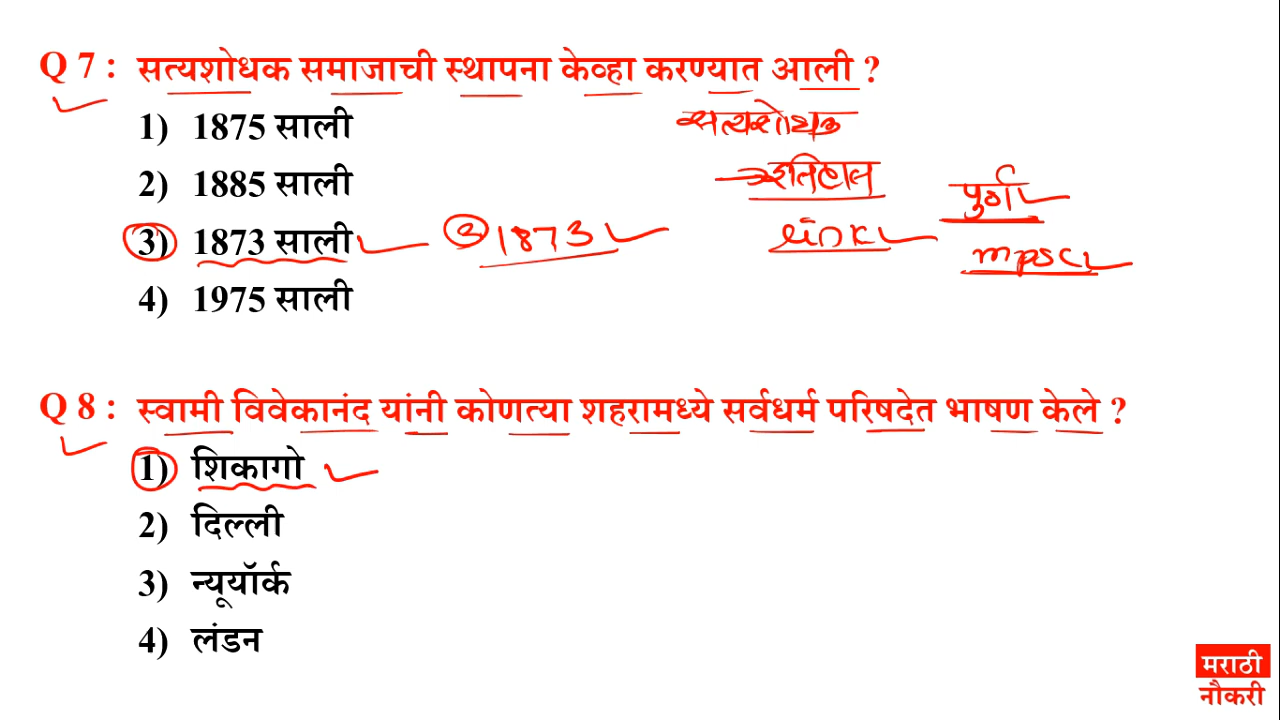 Q 7 : सत्यशोधक समाजाची स्थापना केव्हा करण्यात आली ?
1) 1875 साली
सत्यशोधक
2) 1885 साली
इतिहास
पुर्ण
3) 1873 साली
1873
link
mpsc
4) 1975 साली
Q 8 : स्वामी विवेकानंद यांनी कोणत्या शहरामध्ये सर्वधर्म परिषदेत भाषण केले ?
1) शिकागो
2) दिल्ली
3) न्यूयॉर्क
4) लंडन
मराठी
नौकरी